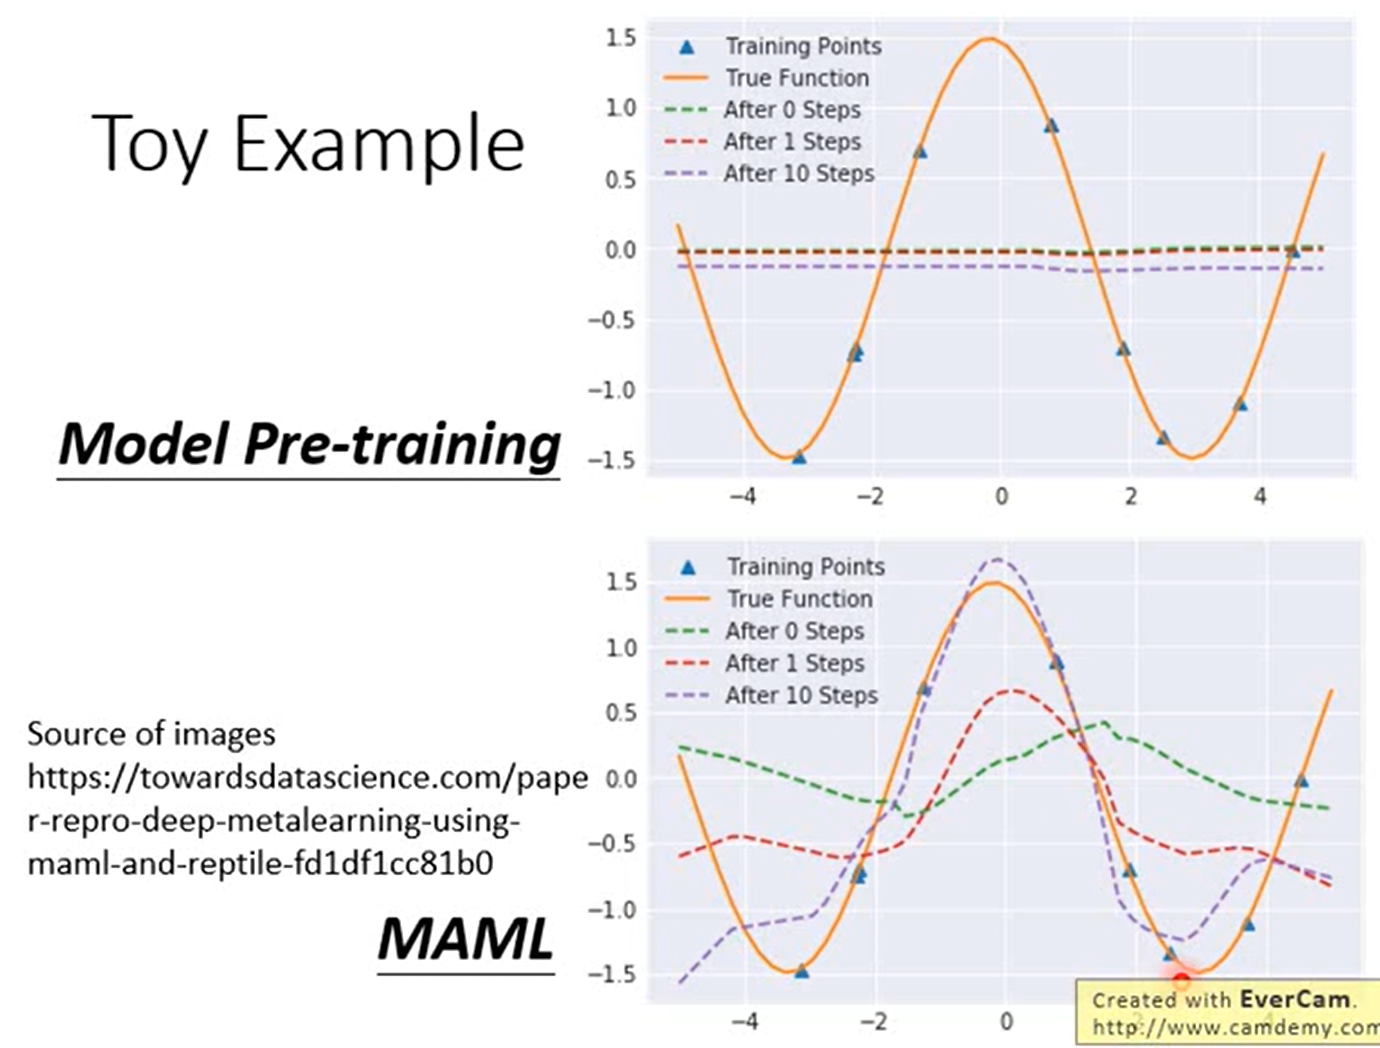 Toy Example
Training Points
True Function
After 0 Steps
After 1 Steps
After 10 Steps
1.5
1.0
0.5
0.0
−0.5
−1.0
−1.5
−4
−2
0
2
4
Model Pre-training
Training Points
True Function
After 0 Steps
After 1 Steps
After 10 Steps
1.5
1.0
0.5
0.0
−0.5
−1.0
−1.5
−4
−2
0
Source of images
https://towardsdatascience.com/pape
r-repro-deep-metalearning-using-
maml-and-reptile-fd1df1cc81b0
MAML
Created with EverCam.
http://www.camdemy.com